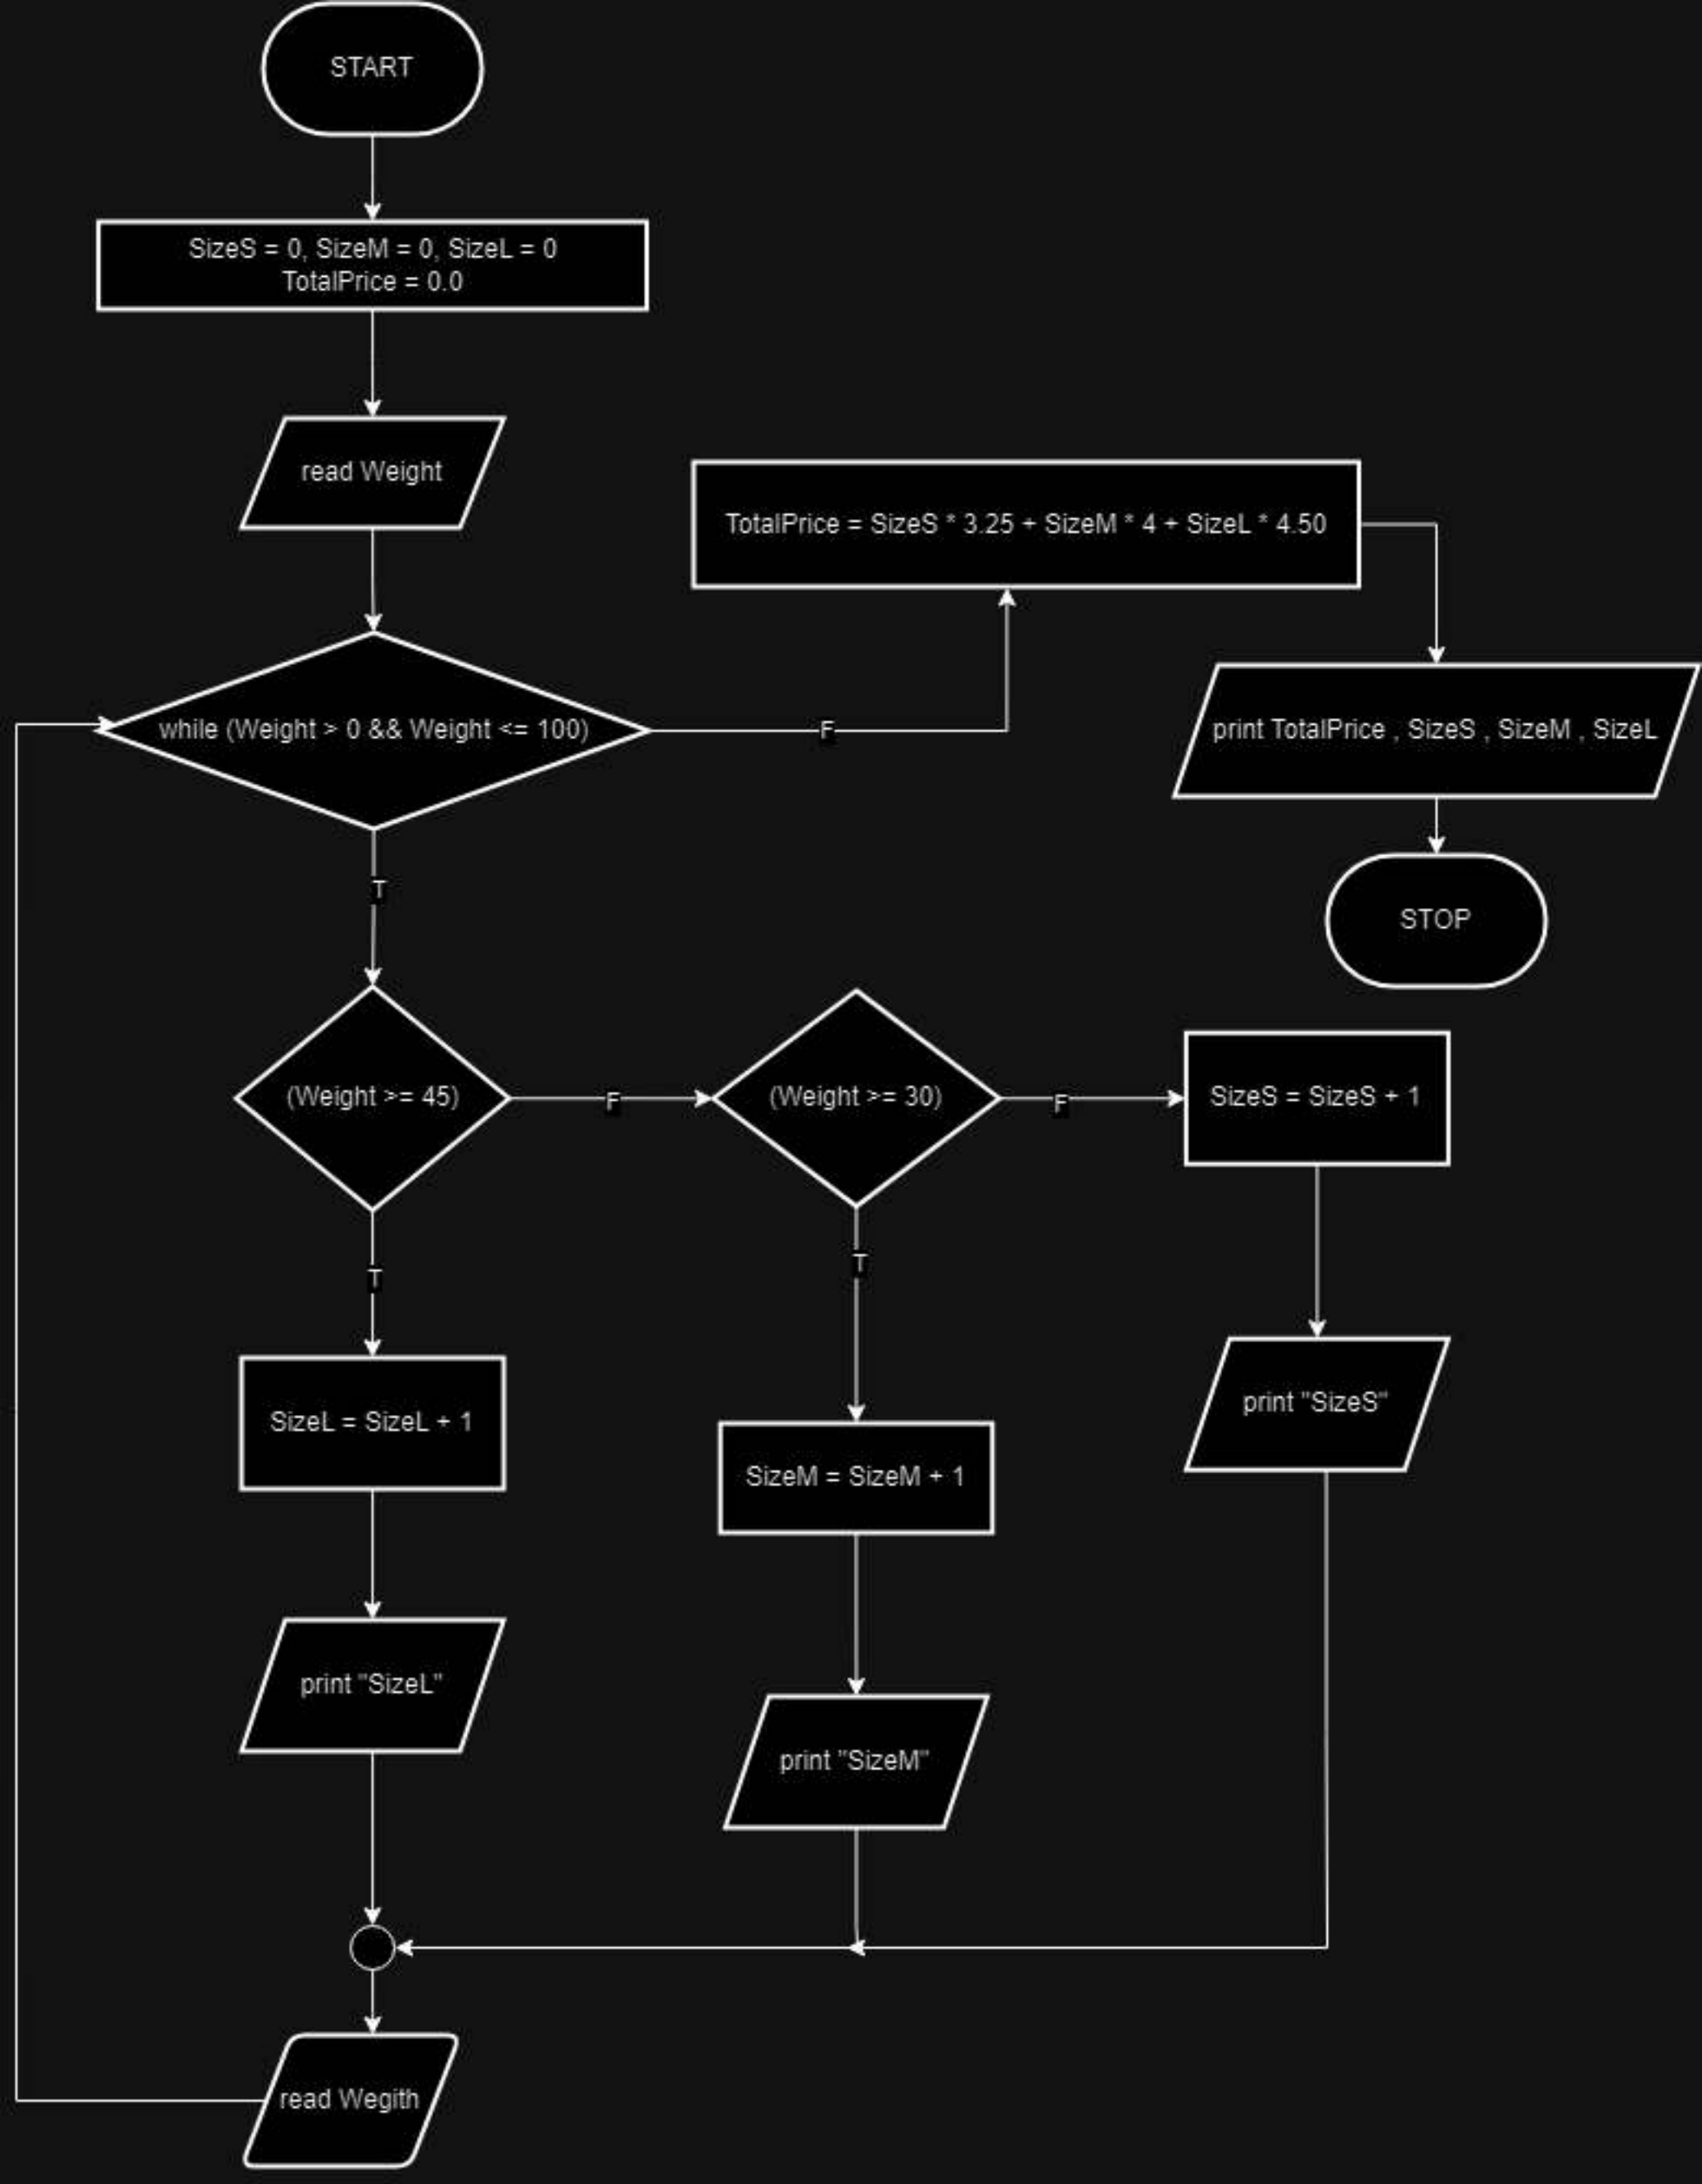 START
SizeS = 0, SizeM = 0, SizeL = 0
TotalPrice = 0.0
read Weight
TotalPrice = SizeS * 3.25 + SizeM * 4 + SizeL * 4.50
while (Weight > 0 && Weight <= 100)
F
print TotalPrice , SizeS , SizeM , SizeL
T
STOP
(Weight >= 45)
F
(Weight >= 30)
F
SizeS = SizeS + 1
T
T
SizeL = SizeL + 1
SizeM = SizeM + 1
print "SizeS"
print "SizeL"
print "SizeM"
read Wegith